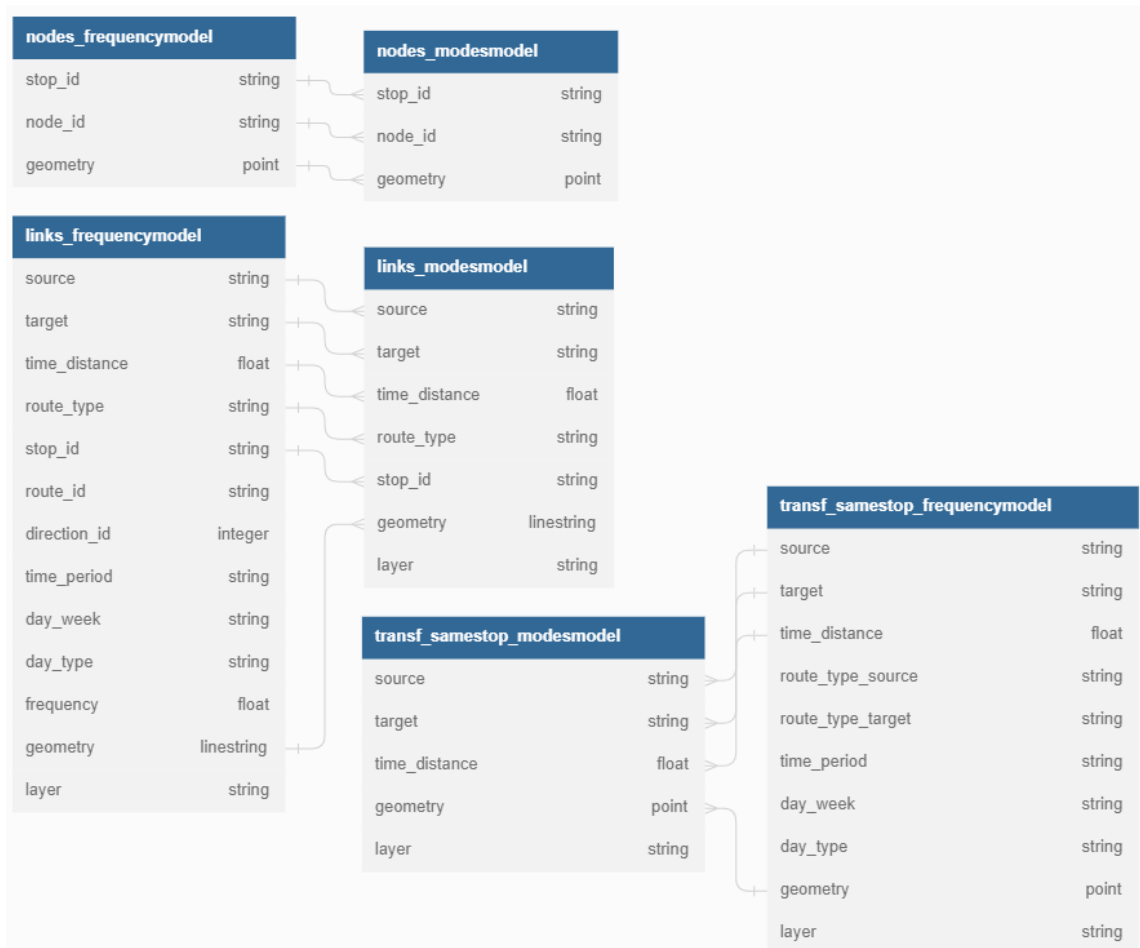 nodes_frequencymodel
stop_id string
node_id string
geometry point
nodes_modesmodel
stop_id string
node_id string
geometry point
links_frequencymodel
source string
target string
time_distance float
route_type string
stop_id string
route_id string
direction_id integer
time_period string
day_week string
day_type string
frequency float
geometry linestring
layer string
links_modesmodel
source string
target string
time_distance float
route_type string
stop_id string
geometry linestring
layer string
transf_samestop_modesmodel
source string
target string
time_distance float
geometry point
layer string
transf_samestop_frequencymodel
source string
target string
time_distance float
route_type_source string
route_type_target string
time_period string
day_week string
day_type string
geometry point
layer string